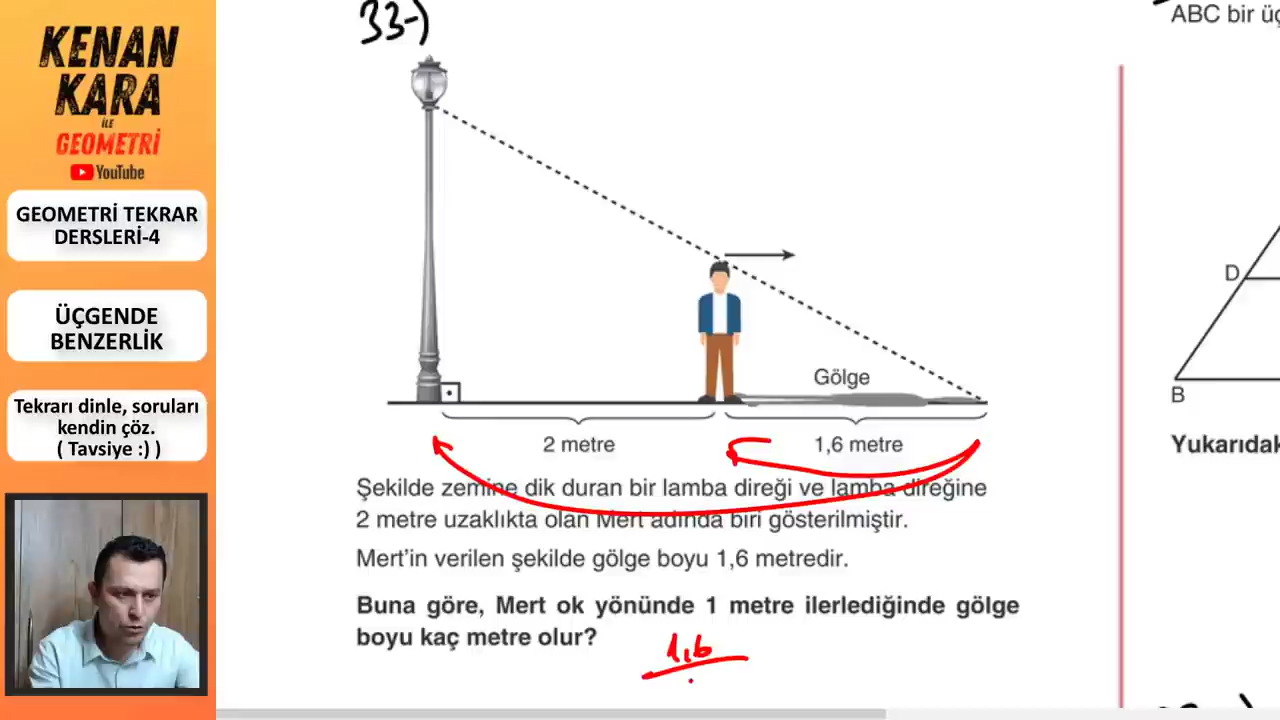 KENAN
KARA
İLE
GEOMETRİ
YouTube
GEOMETRİ TEKRAR
DERSLERİ-4
ÜÇGENDE
BENZERLİK
Tekrarı dinle, soruları
kendin çöz.
( Tavsiye :) )
33-)
Gölge
2 metre
1,6 metre
Şekilde zemine dik duran bir lamba direği ve lamba direğine
2 metre uzaklıkta olan Mert adında biri gösterilmiştir.
Mert'in verilen şekilde gölge boyu 1,6 metredir.
Buna göre, Mert ok yönünde 1 metre ilerlediğinde gölge
boyu kaç metre olur?
1,6
ABC bir üç
D
B
Yukarıdak